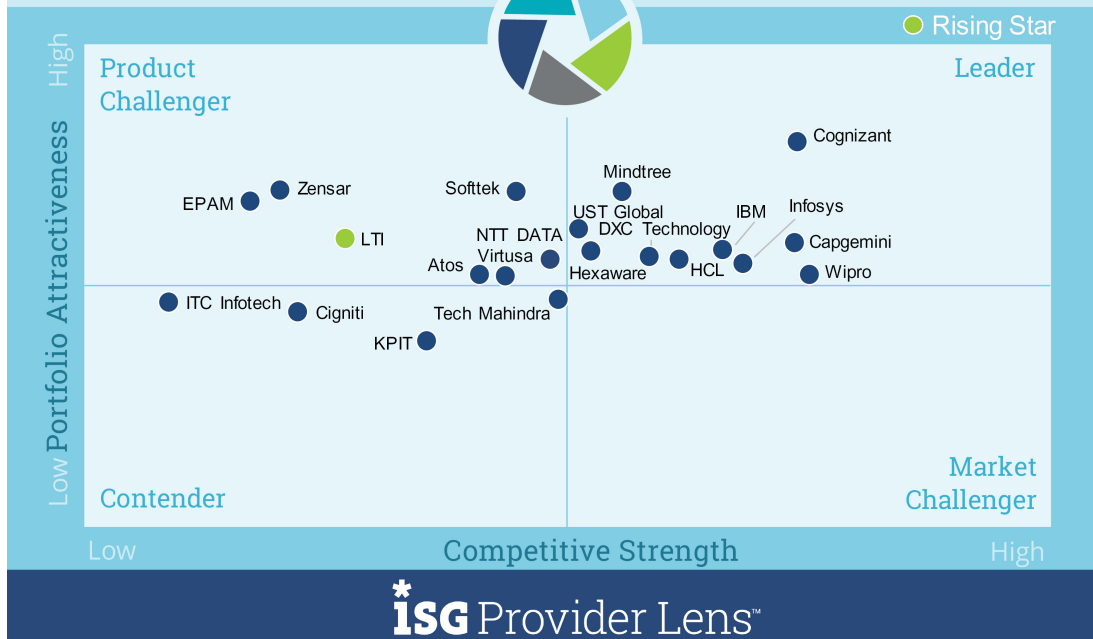 Rising Star
High
Product
Challenger
Leader
Cognizant
Mindtree
Zensar
Softtek
EPAM
UST Global
IBM
Infosys
LTI
NTT DATA
DXC Technology
Capgemini
Atos
Virtusa
Hexaware
HCL
Wipro
ITC Infotech
Cigniti
Tech Mahindra
KPIT
Portfolio Attractiveness
Low
Contender
Market
Challenger
Low
Competitive Strength
High
iSG Provider Lens™